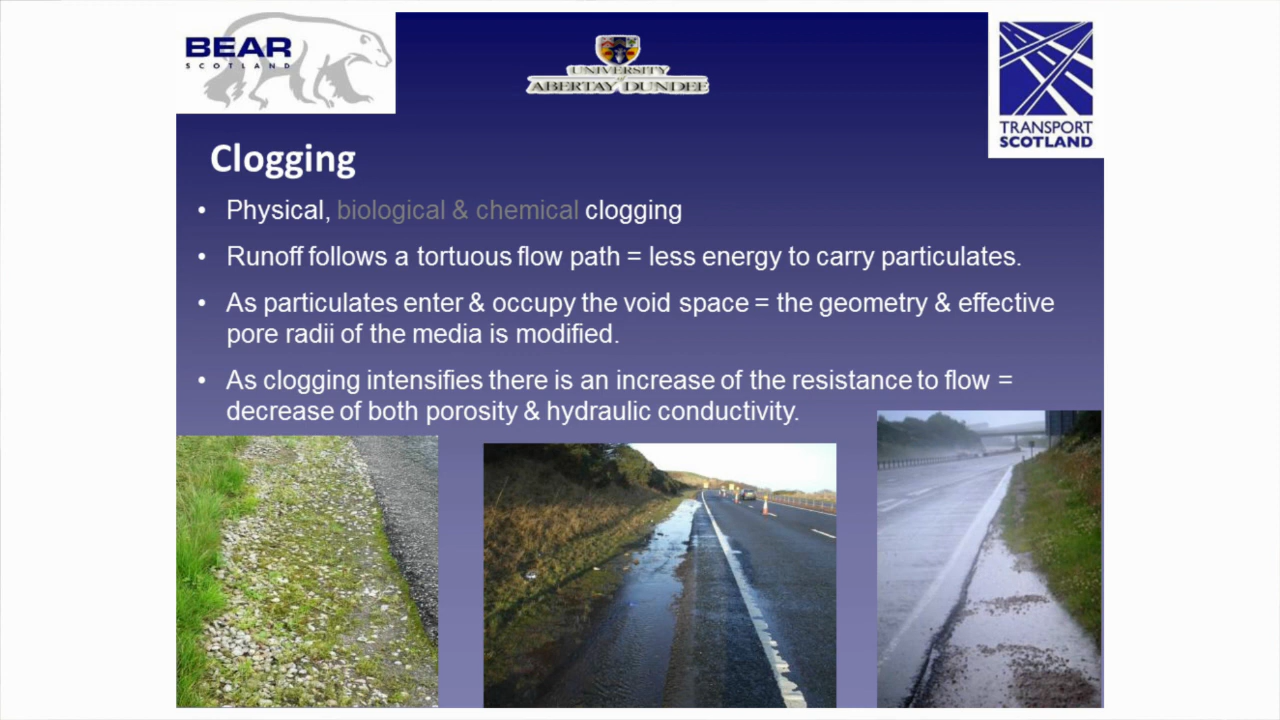 BEAR
SCOTLAND
UNIVERSITY
of
ABERTAY DUNDEE
TRANSPORT
SCOTLAND
Clogging
• Physical, biological & chemical clogging
• Runoff follows a tortuous flow path = less energy to carry particulates.
• As particulates enter & occupy the void space = the geometry & effective
pore radii of the media is modified.
• As clogging intensifies there is an increase of the resistance to flow =
decrease of both porosity & hydraulic conductivity.